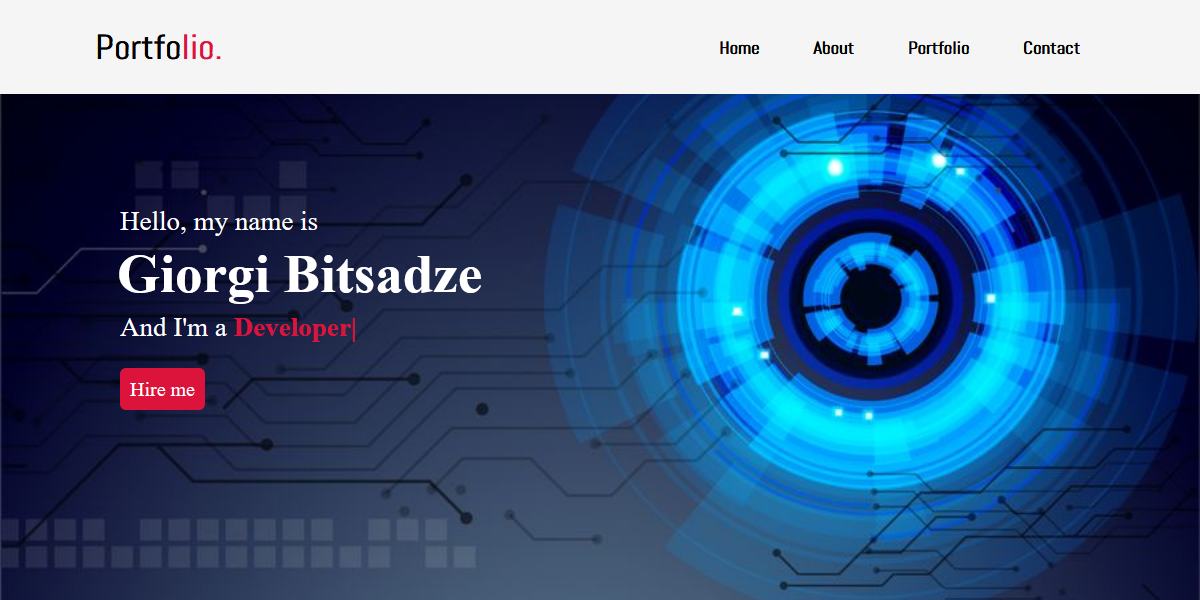 Portfolio.
Home About Portfolio Contact
Hello, my name is
Giorgi Bitsadze
And I'm a Developer|
Hire me